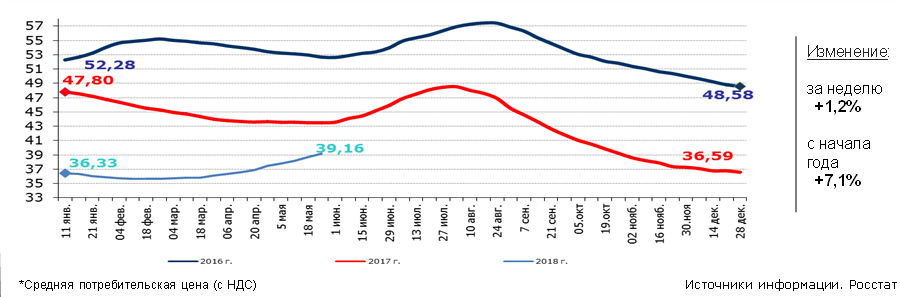 57
55
53
51
49
47
45
43
41
39
37
35
33
52,28
47,80
36,33
39,16
36,59
48,58
11 янв.
21 янв.
04 фев.
18 фев.
04 мар.
18 мар.
06 апр.
20 апр.
5 мая
18 мая
1 июн.
15 июн.
29 июн.
13 июл.
27 июл.
10 авг.
24 авг.
7 сен.
21 сен.
05.окт
19.окт
02 нояб.
16 нояб.
30.ноя
14 дек.
28 дек.
2016 г.
2017 г.
2018 г.
Изменение:
за неделю
+1,2%
с начала
года
+7,1%
*Средняя потребительская цена (с НДС)
Источники информации. Росстат